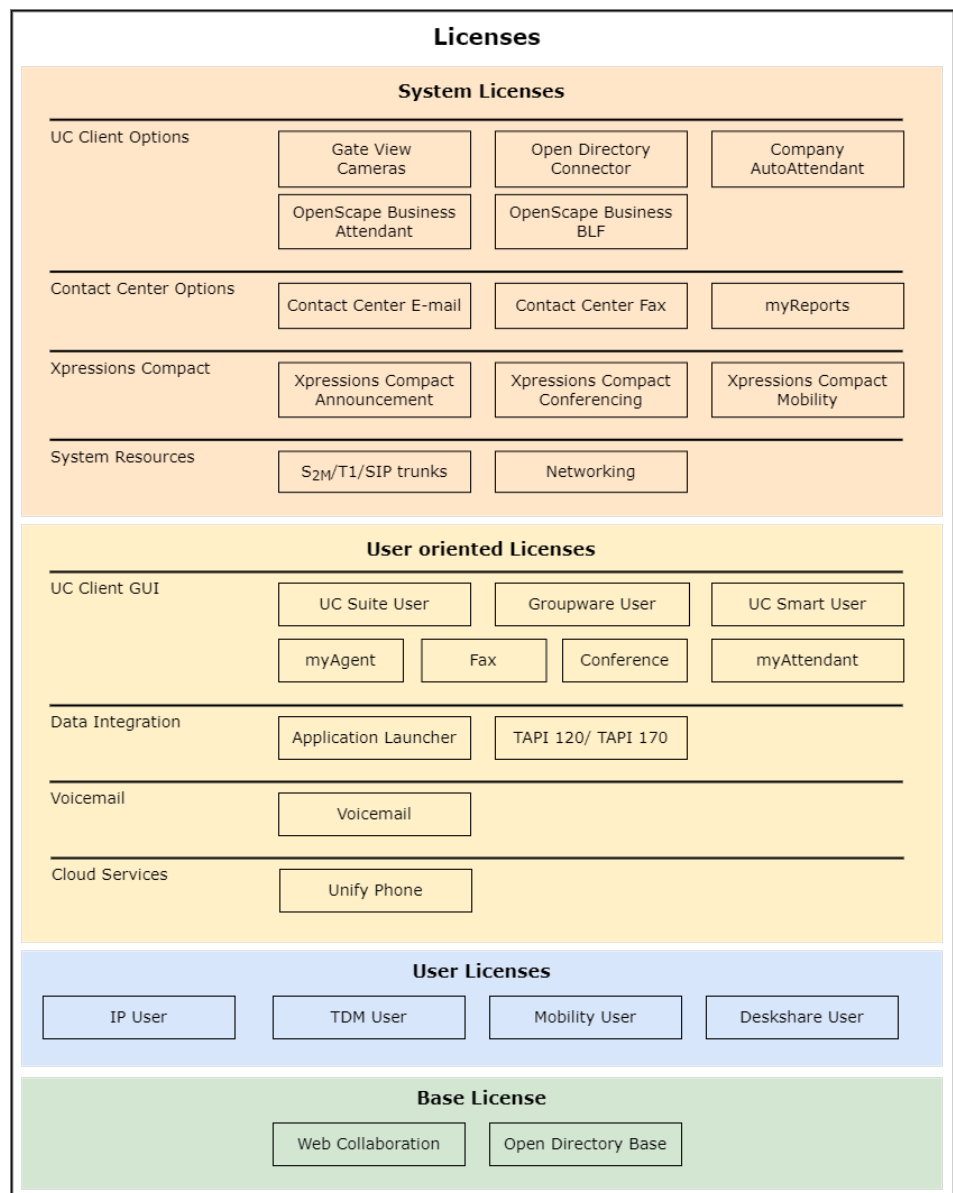 Licenses
System Licenses
UC Client Options
Gate View
Cameras
Open Directory
Connector
Company
AutoAttendant
OpenScape Business
Attendant
OpenScape Business
BLF
Contact Center Options
Contact Center E-mail
Contact Center Fax
myReports
Xpressions Compact
Xpressions Compact
Announcement
Xpressions Compact
Conferencing
Xpressions Compact
Mobility
System Resources
S2M/T1/SIP trunks
Networking
User oriented Licenses
UC Client GUI
UC Suite User
Groupware User
UC Smart User
myAgent
Fax
Conference
myAttendant
Data Integration
Application Launcher
TAPI 120/ TAPI 170
Voicemail
Voicemail
Cloud Services
Unify Phone
User Licenses
IP User
TDM User
Mobility User
Deskshare User
Base License
Web Collaboration
Open Directory Base